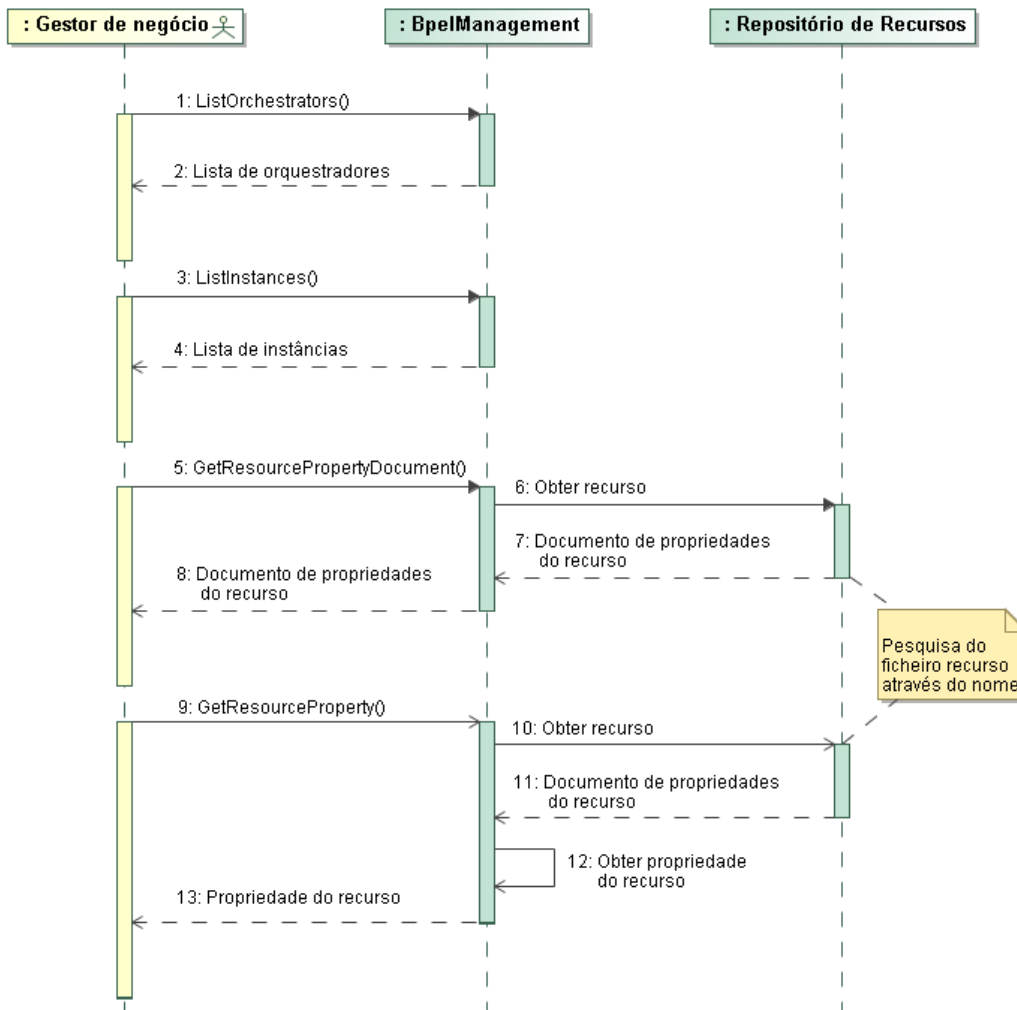 : Gestor de negócio
: BpelManagement
: Repositório de Recursos
1: ListOrchestrators()
2: Lista de orquestradores
3: ListInstances()
4: Lista de instâncias
5: GetResourcePropertyDocument()
6: Obter recurso
7: Documento de propriedades
do recurso
8: Documento de propriedades
do recurso
Pesquisa do
ficheiro recurso
através do nome
9: GetResourceProperty()
10: Obter recurso
11: Documento de propriedades
do recurso
12: Obter propriedade
do recurso
13: Propriedade do recurso